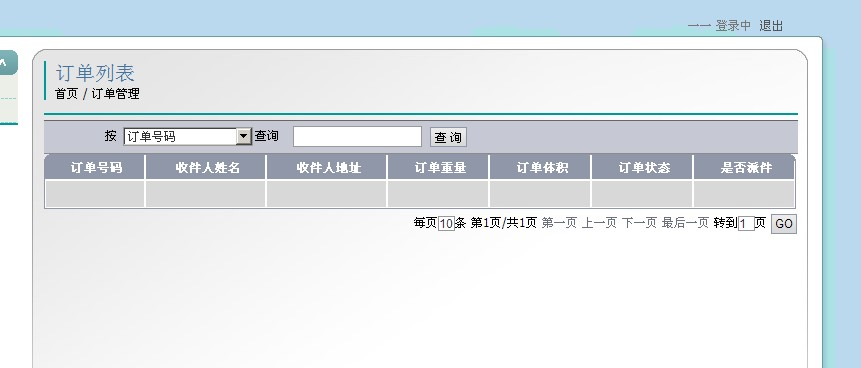 一一 登录中 退出
订单列表
首页 / 订单管理
按 订单号码 查询 查 询
订单号码 收件人姓名 收件人地址 订单重量 订单体积 订单状态 是否派件
每页10条 第1页/共1页 第一页 上一页 下一页 最后一页 转到1页 GO